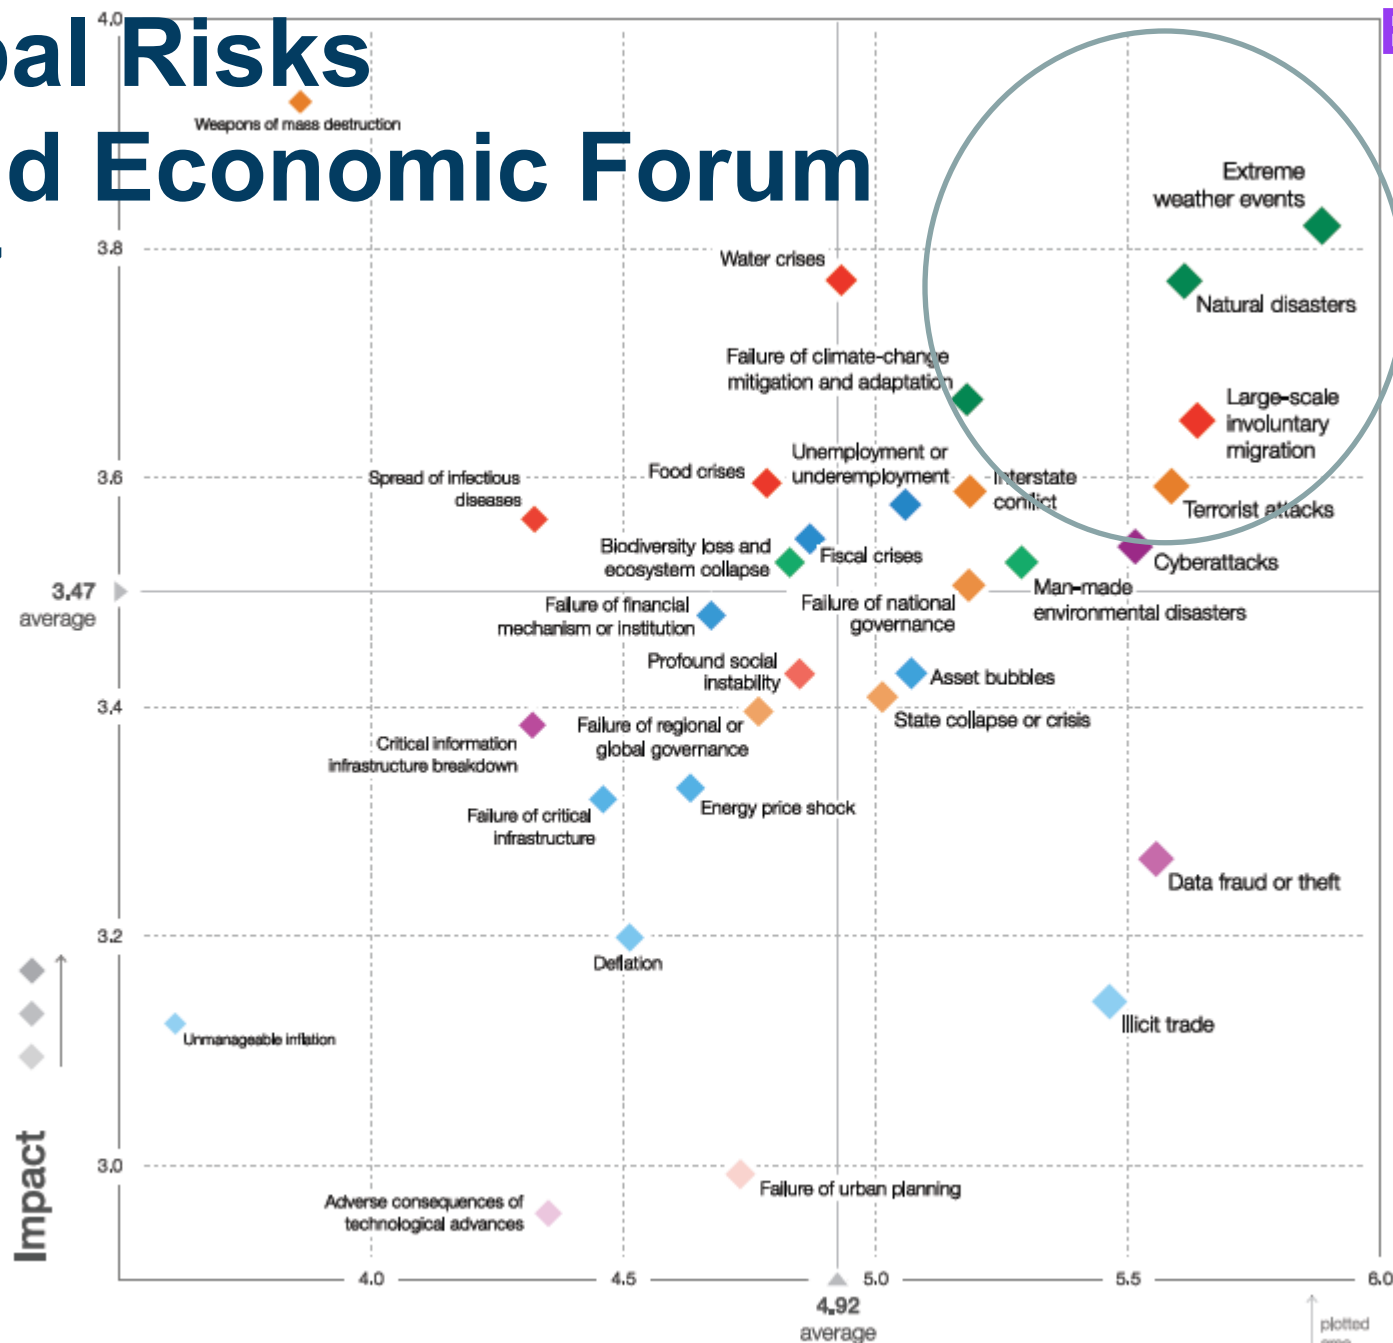 4.0
bal Risks
Weapons of mass destruction
d Economic Forum
Extreme
weather events
3.8
Water crises
Natural disasters
Failure of climate-change
mitigation and adaptation
Large-scale
involuntary
migration
Unemployment or
underemployment
Food crises
3.6
Spread of infectious
diseases
Interstate
conflict
Terrorist attacks
Biodiversity loss and
ecosystem collapse
Fiscal crises
Cyberattacks
3.47
average
Failure of financial
mechanism or institution
Failure of national
governance
Man-made
environmental disasters
Profound social
instability
Asset bubbles
3.4
Failure of regional or
global governance
State collapse or crisis
Critical information
infrastructure breakdown
Failure of critical
infrastructure
Energy price shock
Data fraud or theft
3.2
Deflation
Illicit trade
Unmanageable inflation
3.0
Failure of urban planning
Adverse consequences of
technological advances
Impact
4.0 4.5 5.0 5.5 6.0
4.92
average
plotted